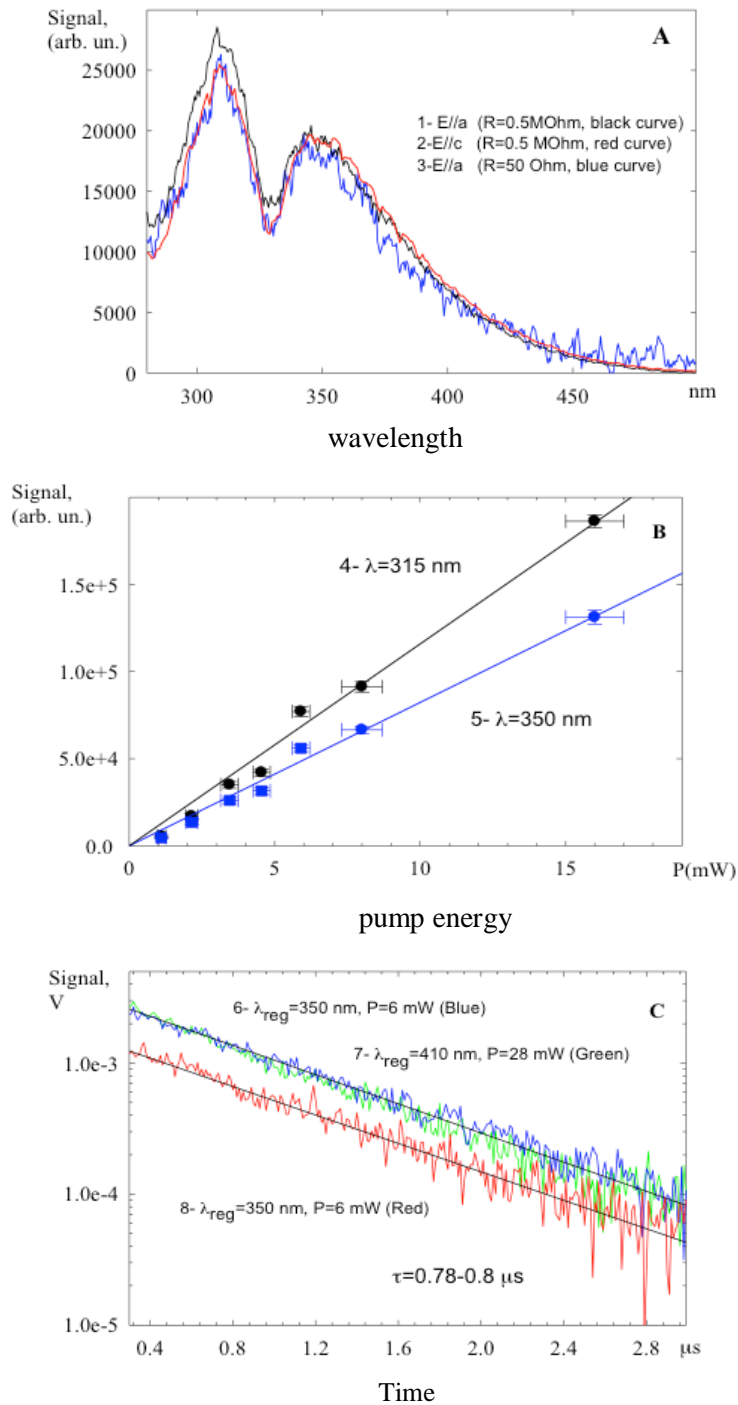 Signal,
(arb. un.)
A
25000
20000
15000
10000
5000
0
1- E//a (R=0.5MOhm, black curve)
2-E//c (R=0.5 MOhm, red curve)
3-E//a (R=50 Ohm, blue curve)
300
350
400
450
nm
wavelength
Signal,
(arb. un.)
B
4- λ=315 nm
1.5e+5
1.0e+5
5.0e+4
0.0
5- λ=350 nm
0
5
10
15
P(mW)
pump energy
Signal,
V
C
6- λreg=350 nm, P=6 mW (Blue)
7- λreg=410 nm, P=28 mW (Green)
1.0e-3
1.0e-4
1.0e-5
8- λreg=350 nm, P=6 mW (Red)
τ=0.78-0.8 μs
0.4
0.8
1.2
1.6
2.0
2.4
2.8
μs
Time